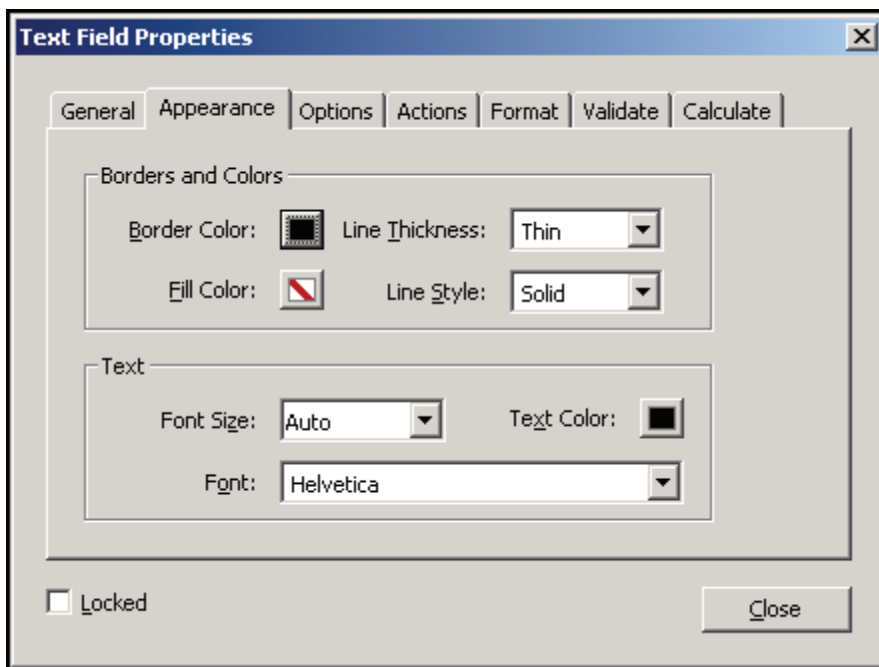 Text Field Properties
General Appearance Options Actions Format Validate Calculate
Borders and Colors
Border Color: Line Thickness: Thin
Fill Color: Line Style: Solid
Text
Font Size: Auto Text Color:
Font: Helvetica
Locked Close